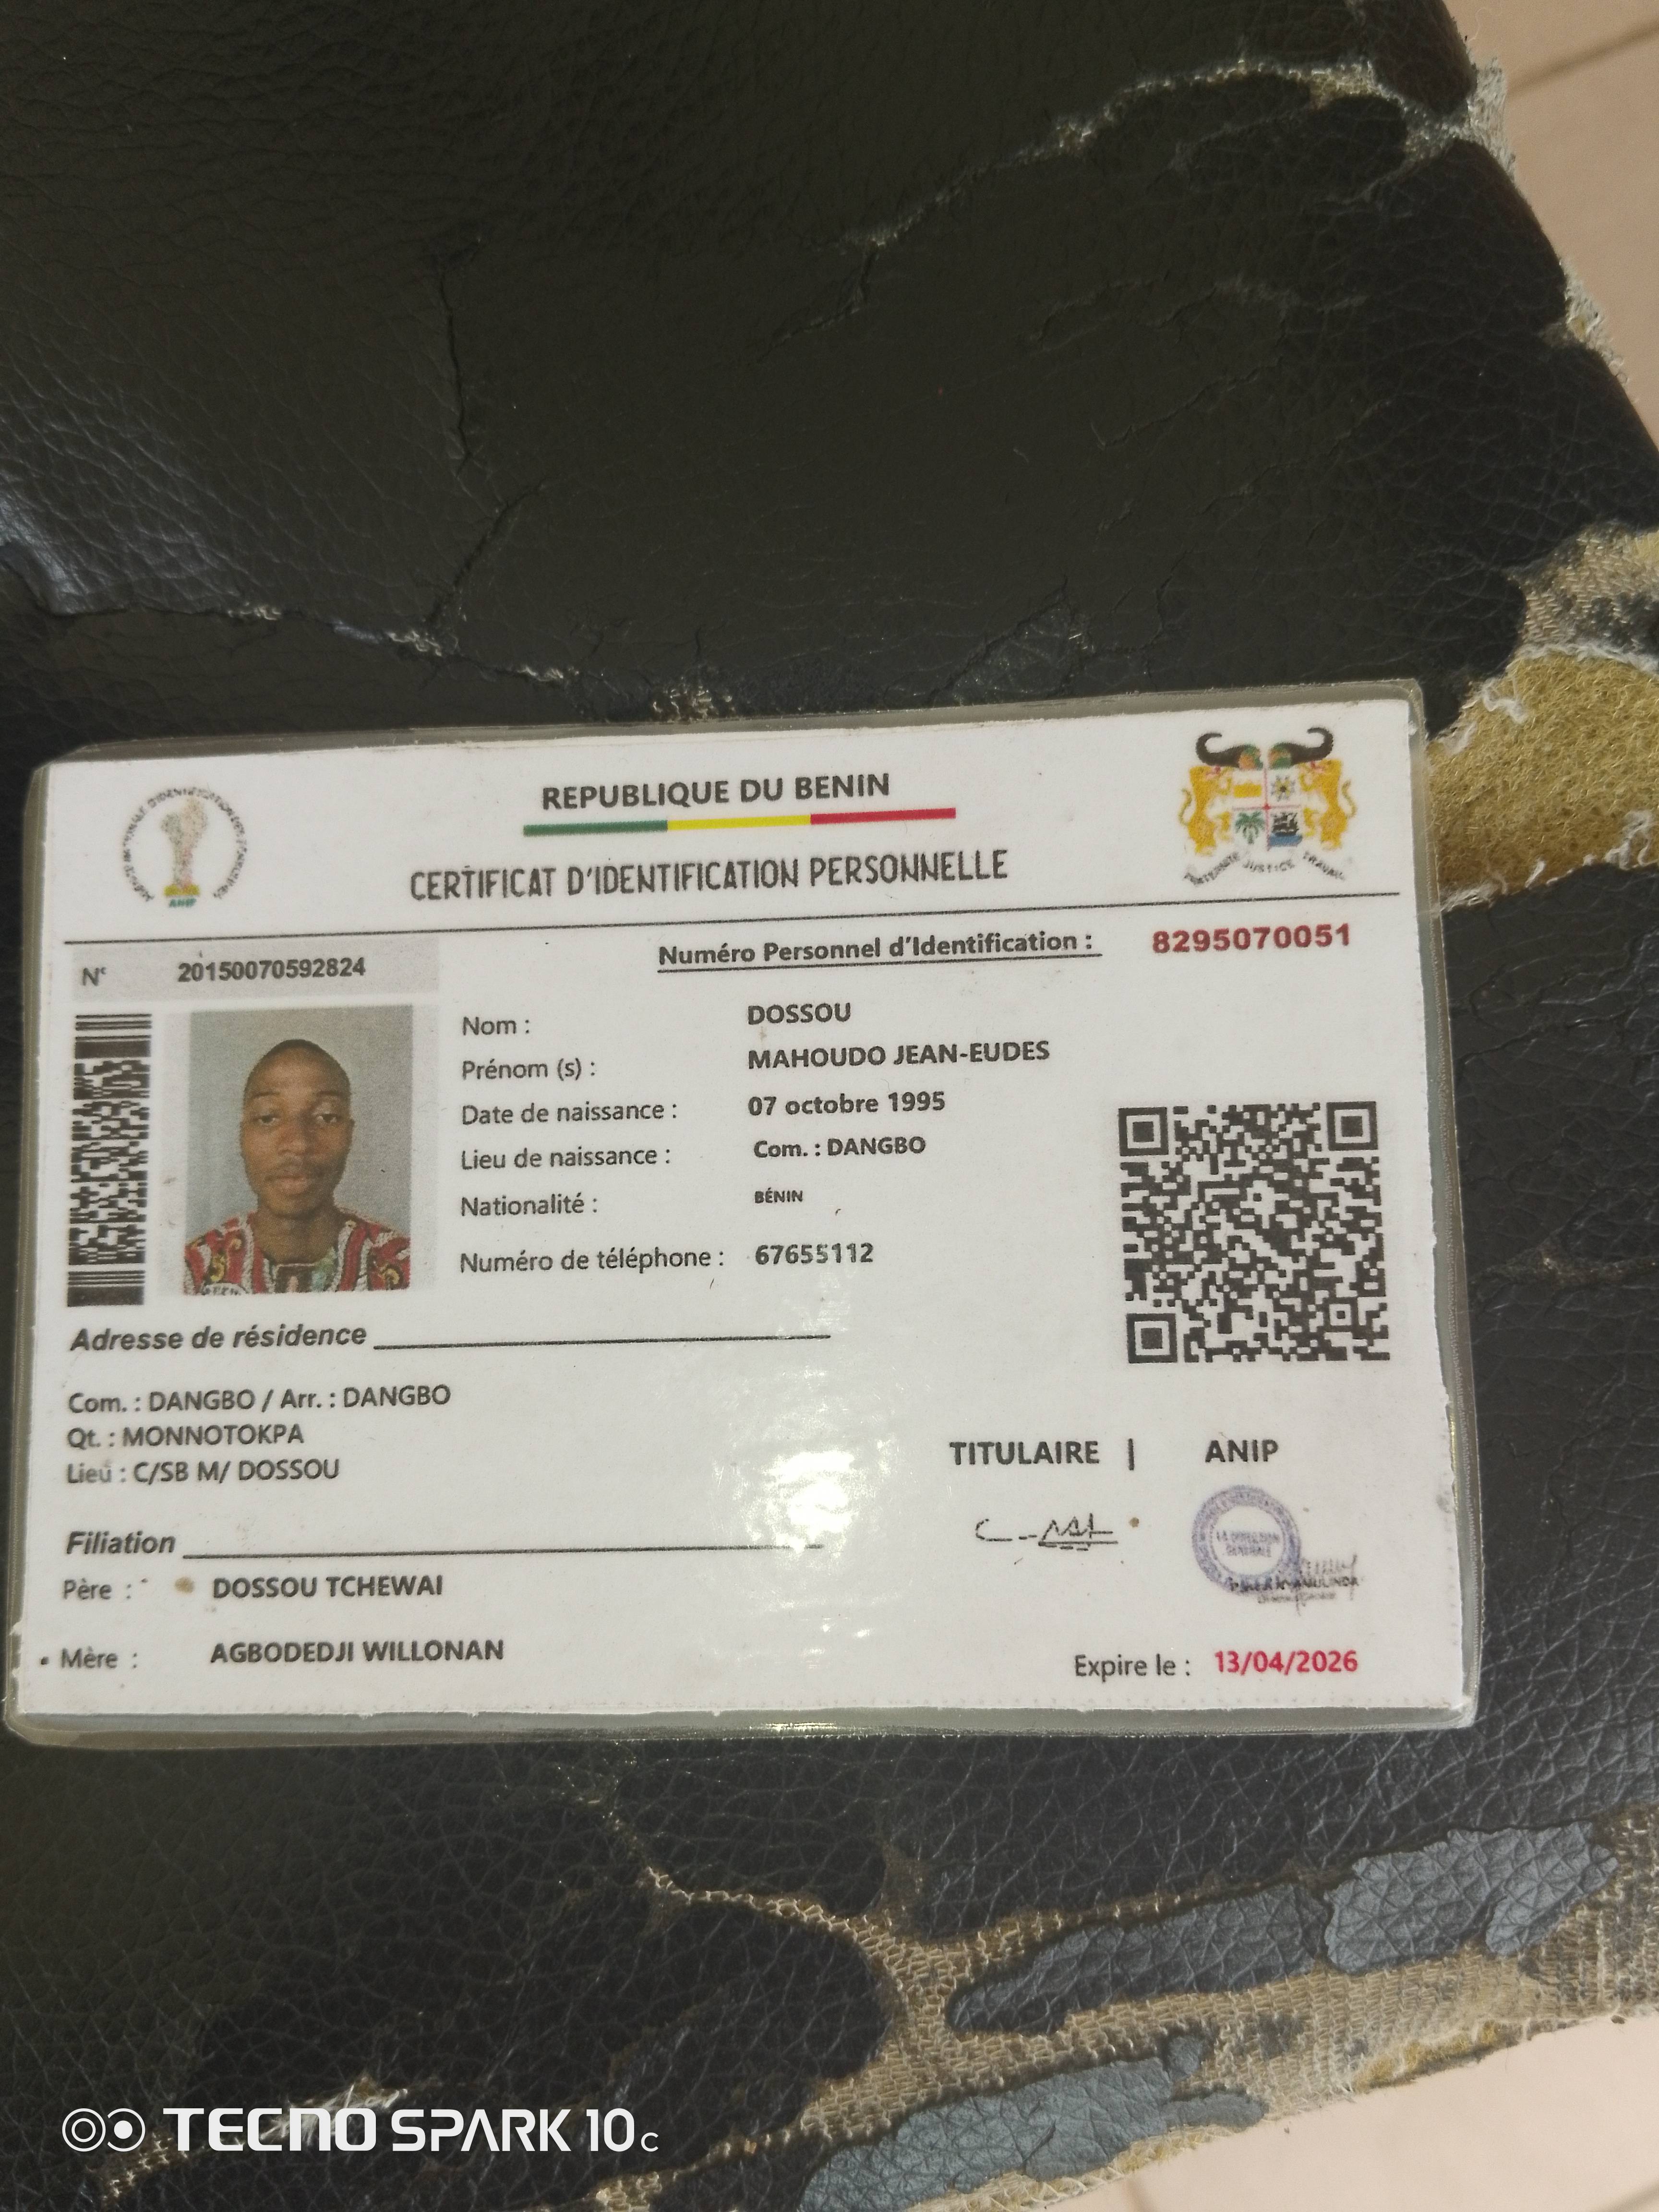 REPUBLIQUE DU BENIN
CERTIFICAT D'IDENTIFICATION PERSONNELLE
ANIP
JUSTICE TRAVAIL
N° 20150070592824
Numéro Personnel d'Identification : 8295070051
Nom : DOSSOU
Prénom (s) : MAHOUDO JEAN-EUDES
Date de naissance : 07 octobre 1995
Lieu de naissance : Com. : DANGBO
Nationalité : BÉNIN
Numéro de téléphone : 67655112
Adresse de résidence
Com. : DANGBO / Arr. : DANGBO
Qt. : MONNOTOKPA
Lieu : C/SB M/ DOSSOU
TITULAIRE | ANIP
LA DIRECTION GENERALE
Filiation
Père : DOSSOU TCHEWAI
Mère : AGBODEDJI WILLONAN
Expire le : 13/04/2026
TECNO SPARK 10C